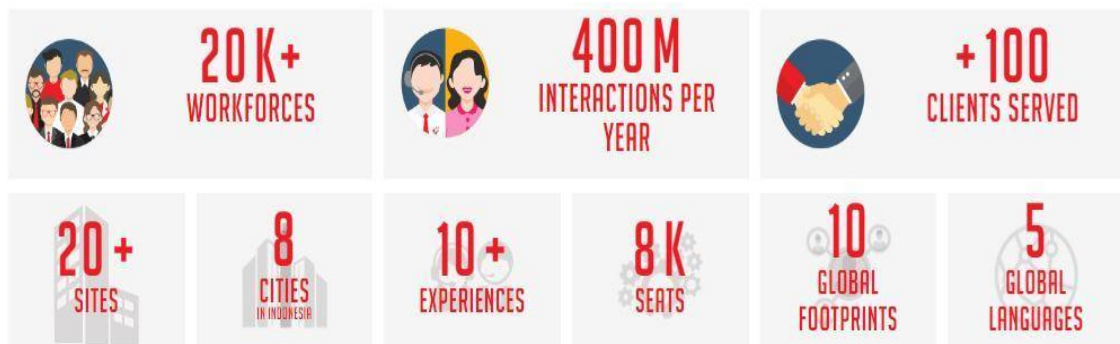 20 K+
WORKFORCES
400 M
INTERACTIONS PER
YEAR
+100
CLIENTS SERVED
20 +
SITES
8
CITIES
IN INDONESIA
10 +
EXPERIENCES
8 K
SEATS
10
GLOBAL
FOOTPRINTS
5
GLOBAL
LANGUAGES